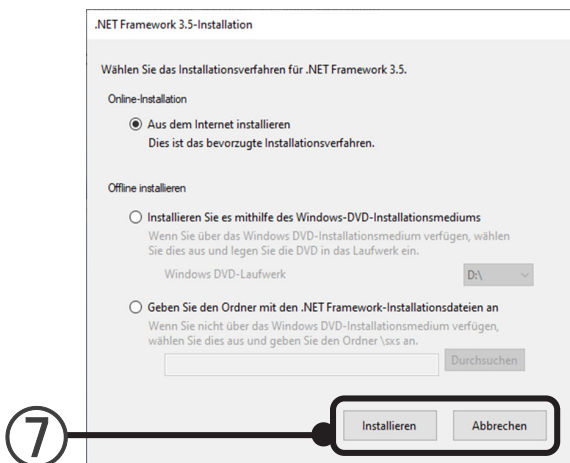 .NET Framework 3.5-Installation
Wählen Sie das Installationsverfahren für .NET Framework 3.5.
Online-Installation
Aus dem Internet installieren
Dies ist das bevorzugte Installationsverfahren.
Offline installieren
Installieren Sie es mithilfe des Windows-DVD-Installationsmediums
Wenn Sie über das Windows DVD-Installationsmedium verfügen, wählen
Sie dies aus und legen Sie die DVD in das Laufwerk ein.
Windows DVD-Laufwerk D:\
Geben Sie den Ordner mit den .NET Framework-Installationsdateien an
Wenn Sie nicht über das Windows DVD-Installationsmedium verfügen,
wählen Sie dies aus und geben Sie den Ordner \sxs an.
Durchsuchen
7 Installieren Abbrechen